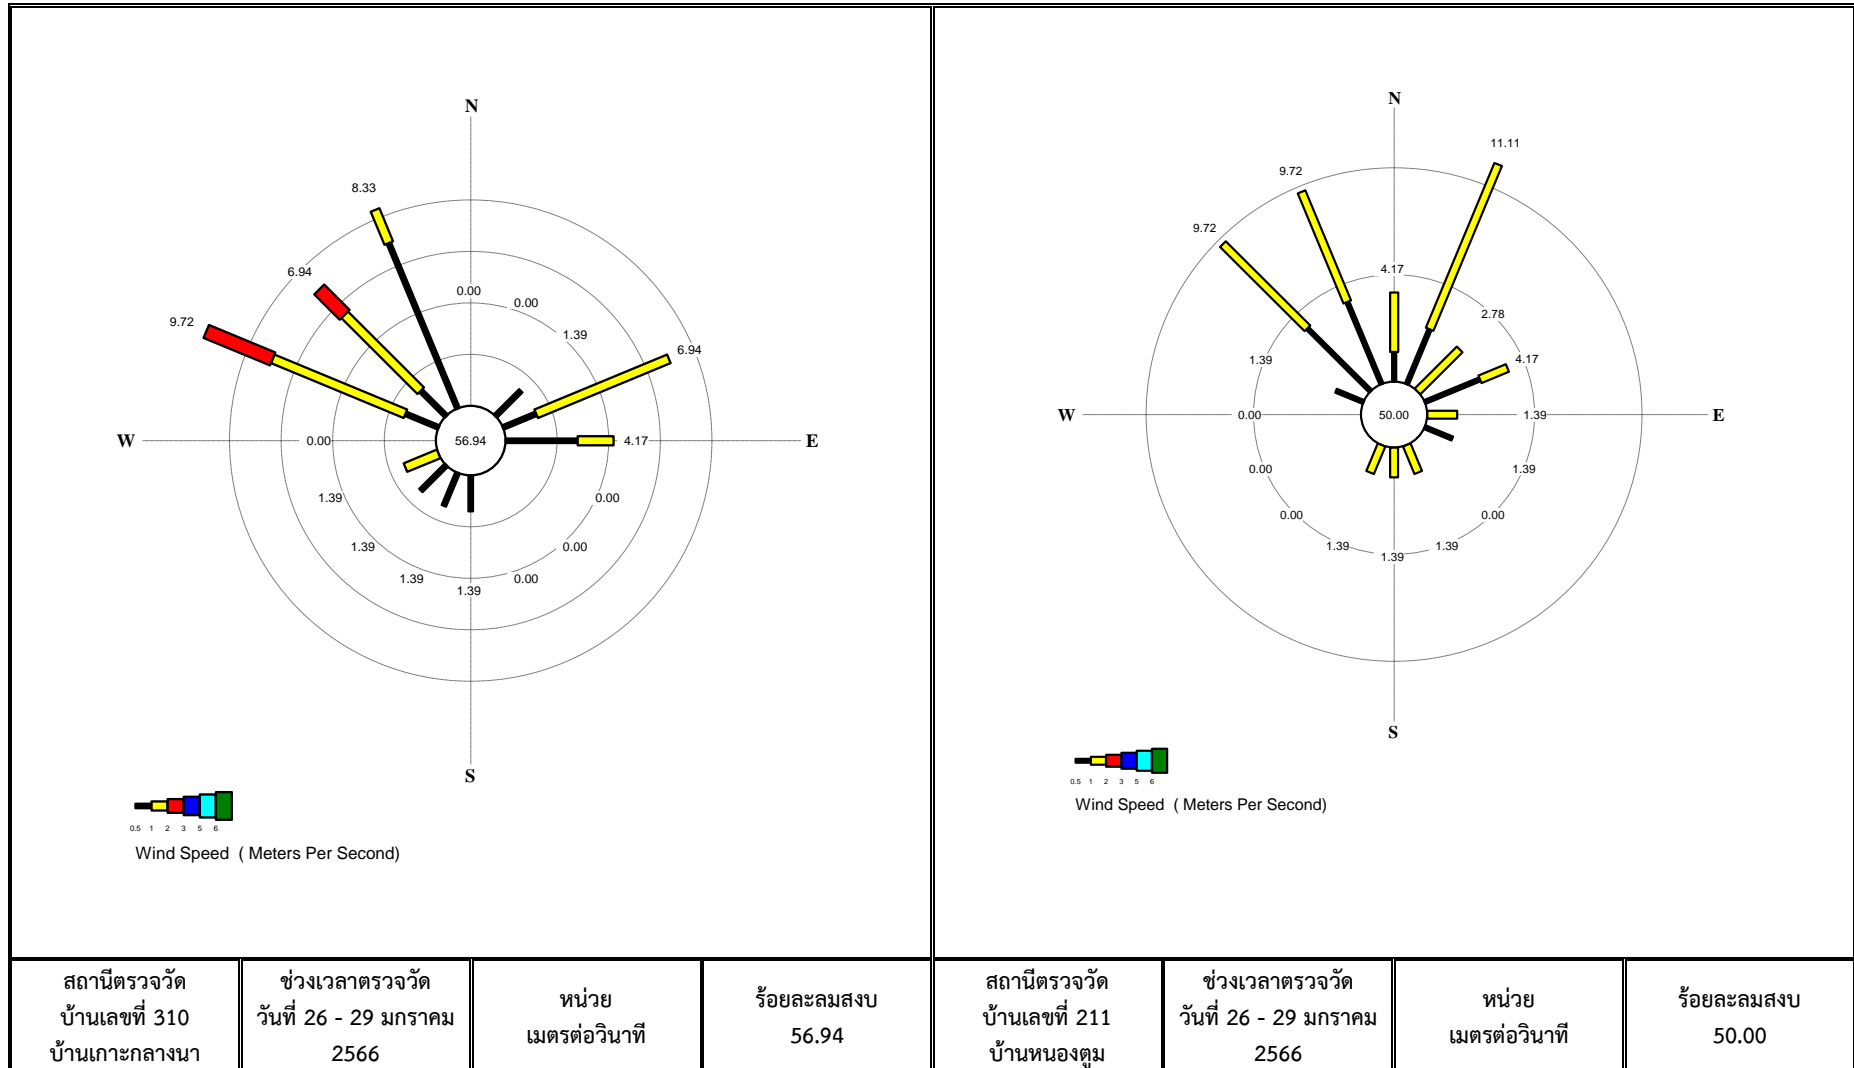 N
8.33
6.94
9.72
0.00
0.00
1.39
6.94
W
0.00
56.94
4.17
E
1.39
0.00
1.39
0.00
1.39
0.00
1.39
S
0.5 1 2 3 5 6
Wind Speed ( Meters Per Second)
N
11.11
9.72
9.72
4.17
2.78
1.39
4.17
W
0.00
50.00
1.39
E
0.00
1.39
0.00
0.00
1.39
1.39
1.39
S
0.5 1 2 3 5 6
Wind Speed ( Meters Per Second)
สถานีตรวจวัด
บ้านเลขที่ 310
บ้านเกาะกลางนา
ช่วงเวลาตรวจวัด
วันที่ 26 - 29 มกราคม
2566
หน่วย
เมตรต่อวินาที
ร้อยละลมสงบ
56.94
สถานีตรวจวัด
บ้านเลขที่ 211
บ้านหนองตูม
ช่วงเวลาตรวจวัด
วันที่ 26 - 29 มกราคม
2566
หน่วย
เมตรต่อวินาที
ร้อยละลมสงบ
50.00